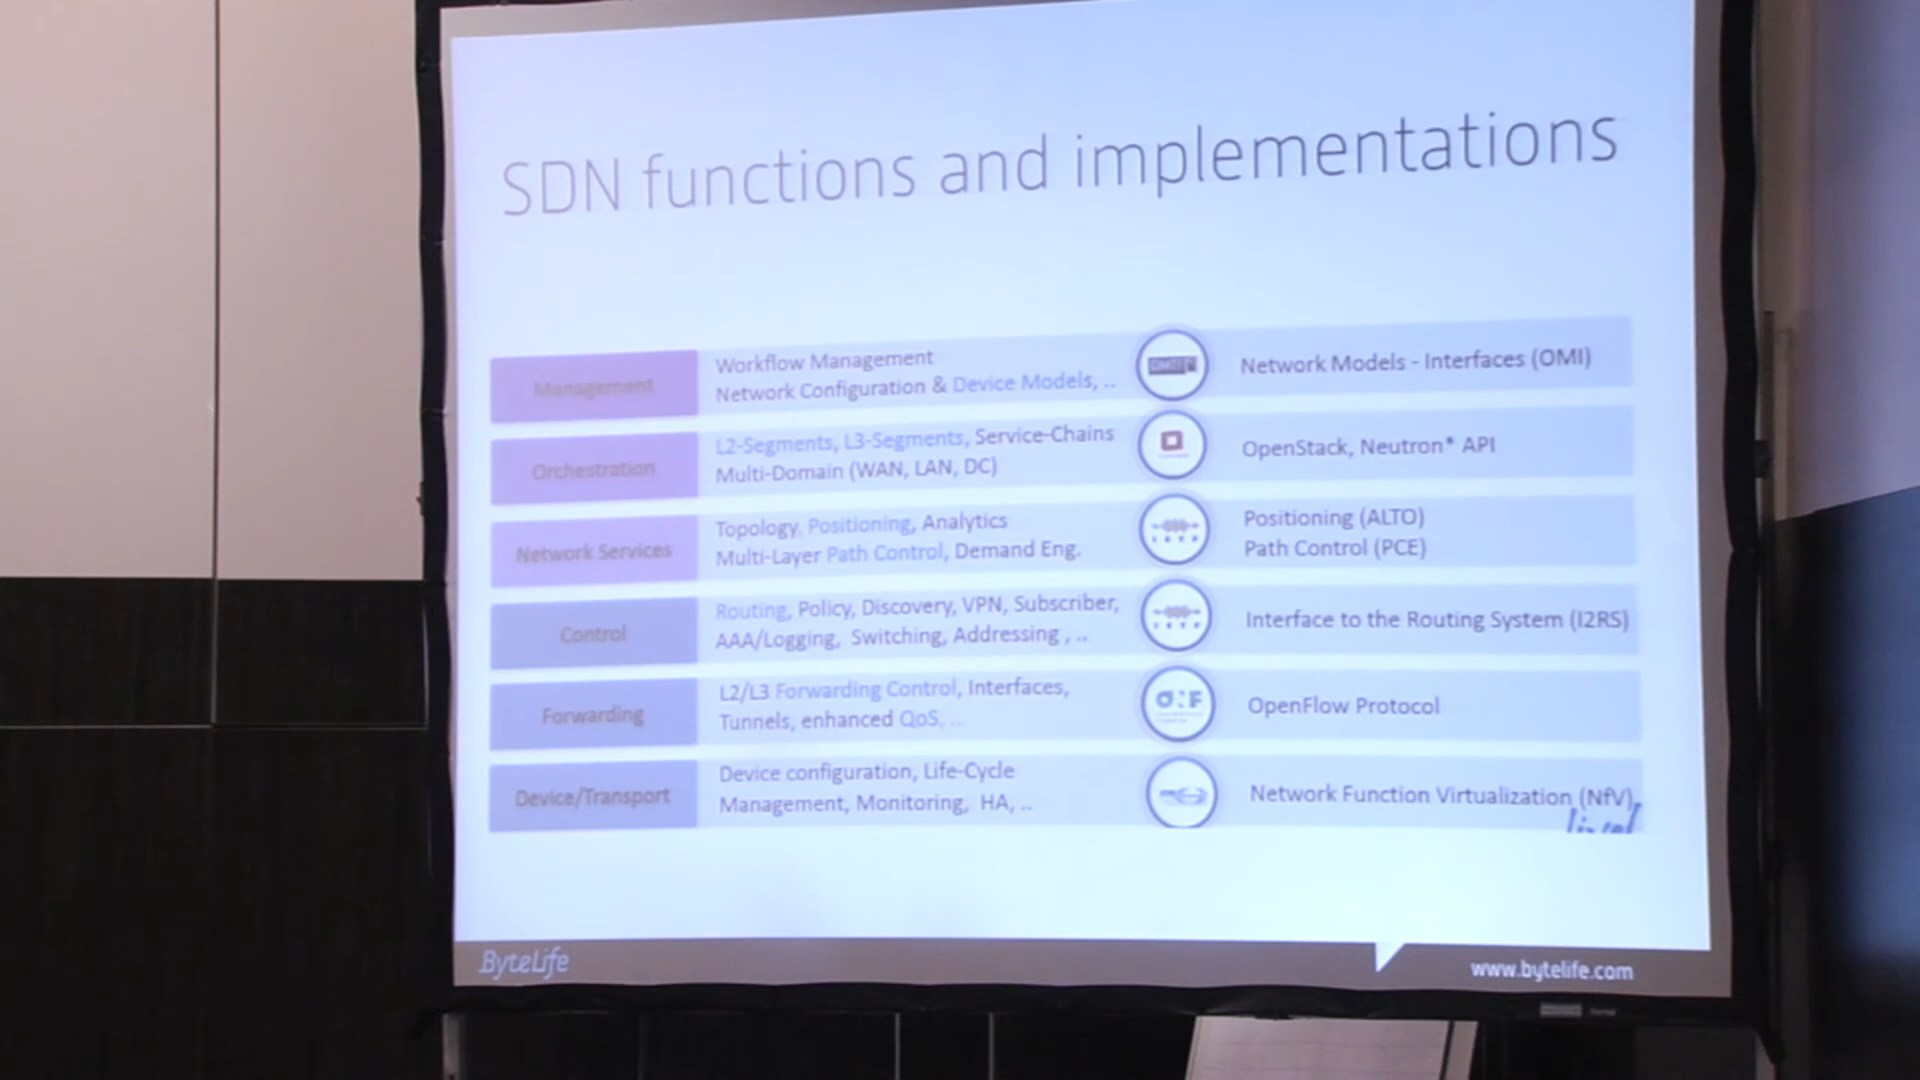 SDN functions and implementations
Management
Workflow Management
Network Configuration & Device Models, ..
Network Models - Interfaces (OMI)
Orchestration
L2-Segments, L3-Segments, Service-Chains
Multi-Domain (WAN, LAN, DC)
OpenStack, Neutron* API
Network Services
Topology, Positioning, Analytics
Multi-Layer Path Control, Demand Eng.
Positioning (ALTO)
Path Control (PCE)
Control
Routing, Policy, Discovery, VPN, Subscriber,
AAA/Logging, Switching, Addressing , ..
Interface to the Routing System (I2RS)
Forwarding
L2/L3 Forwarding Control, Interfaces,
Tunnels, enhanced QoS, ..
OpenFlow Protocol
Device/Transport
Device configuration, Life-Cycle
Management, Monitoring, HA, ..
Network Function Virtualization (NfV)
ByteLife
www.bytelife.com